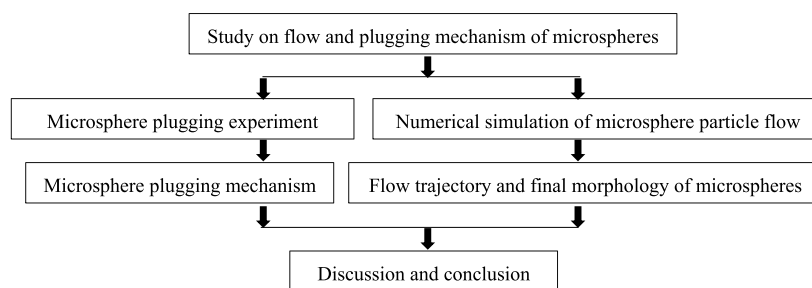 Study on flow and plugging mechanism of microspheres
Microsphere plugging experiment
Numerical simulation of microsphere particle flow
Microsphere plugging mechanism
Flow trajectory and final morphology of microspheres
Discussion and conclusion